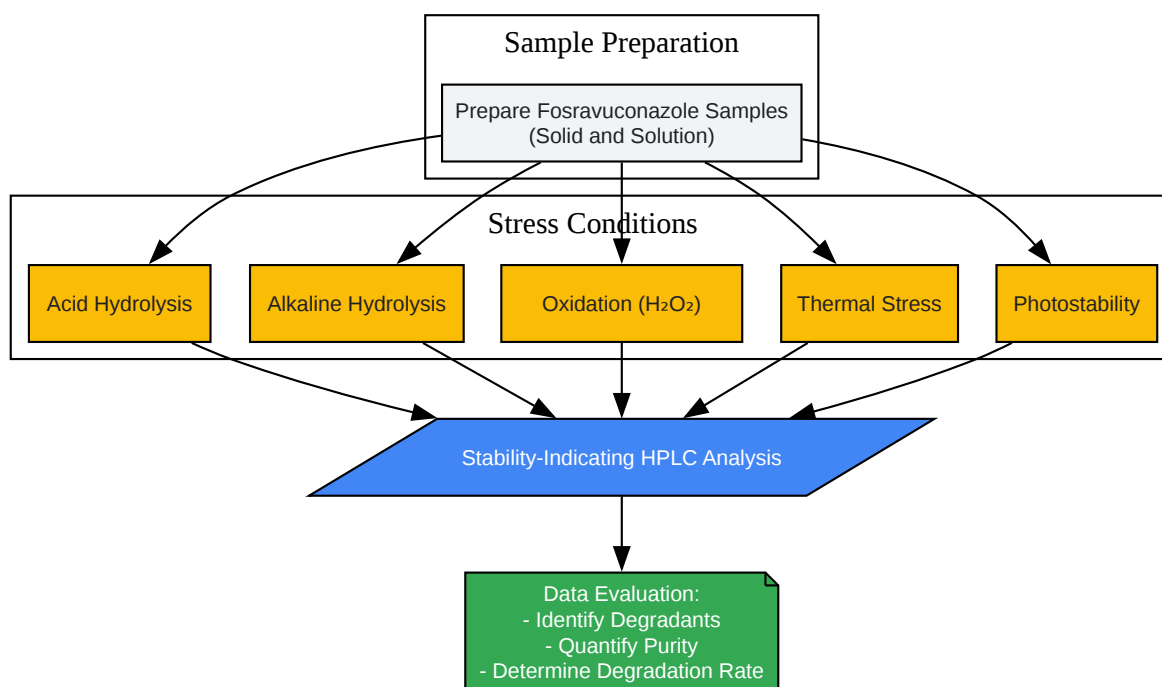 Sample Preparation
Prepare Fosravuconazole Samples
(Solid and Solution)
Stress Conditions
Acid Hydrolysis
Alkaline Hydrolysis
Oxidation (H₂O₂)
Thermal Stress
Photostability
Stability-Indicating HPLC Analysis
Data Evaluation:
- Identify Degradants
- Quantify Purity
- Determine Degradation Rate